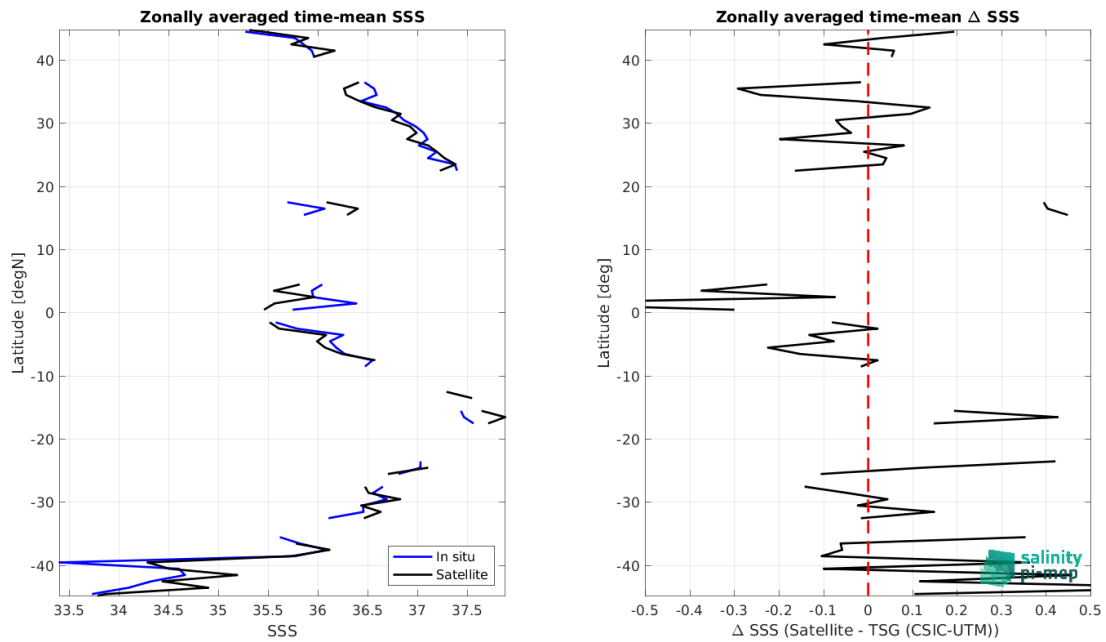 Zonally averaged time-mean SSS
40
30
20
10
0
-10
-20
-30
-40
Latitude [degN]
33.5 34 34.5 35 35.5 36 36.5 37 37.5
SSS
In situ
Satellite
Zonally averaged time-mean Δ SSS
40
30
20
10
0
-10
-20
-30
-40
Latitude [deg]
-0.5 -0.4 -0.3 -0.2 -0.1 0 0.1 0.2 0.3 0.4 0.5
Δ SSS (Satellite - TSG (CSIC-UTM))
salinity
pi-mep